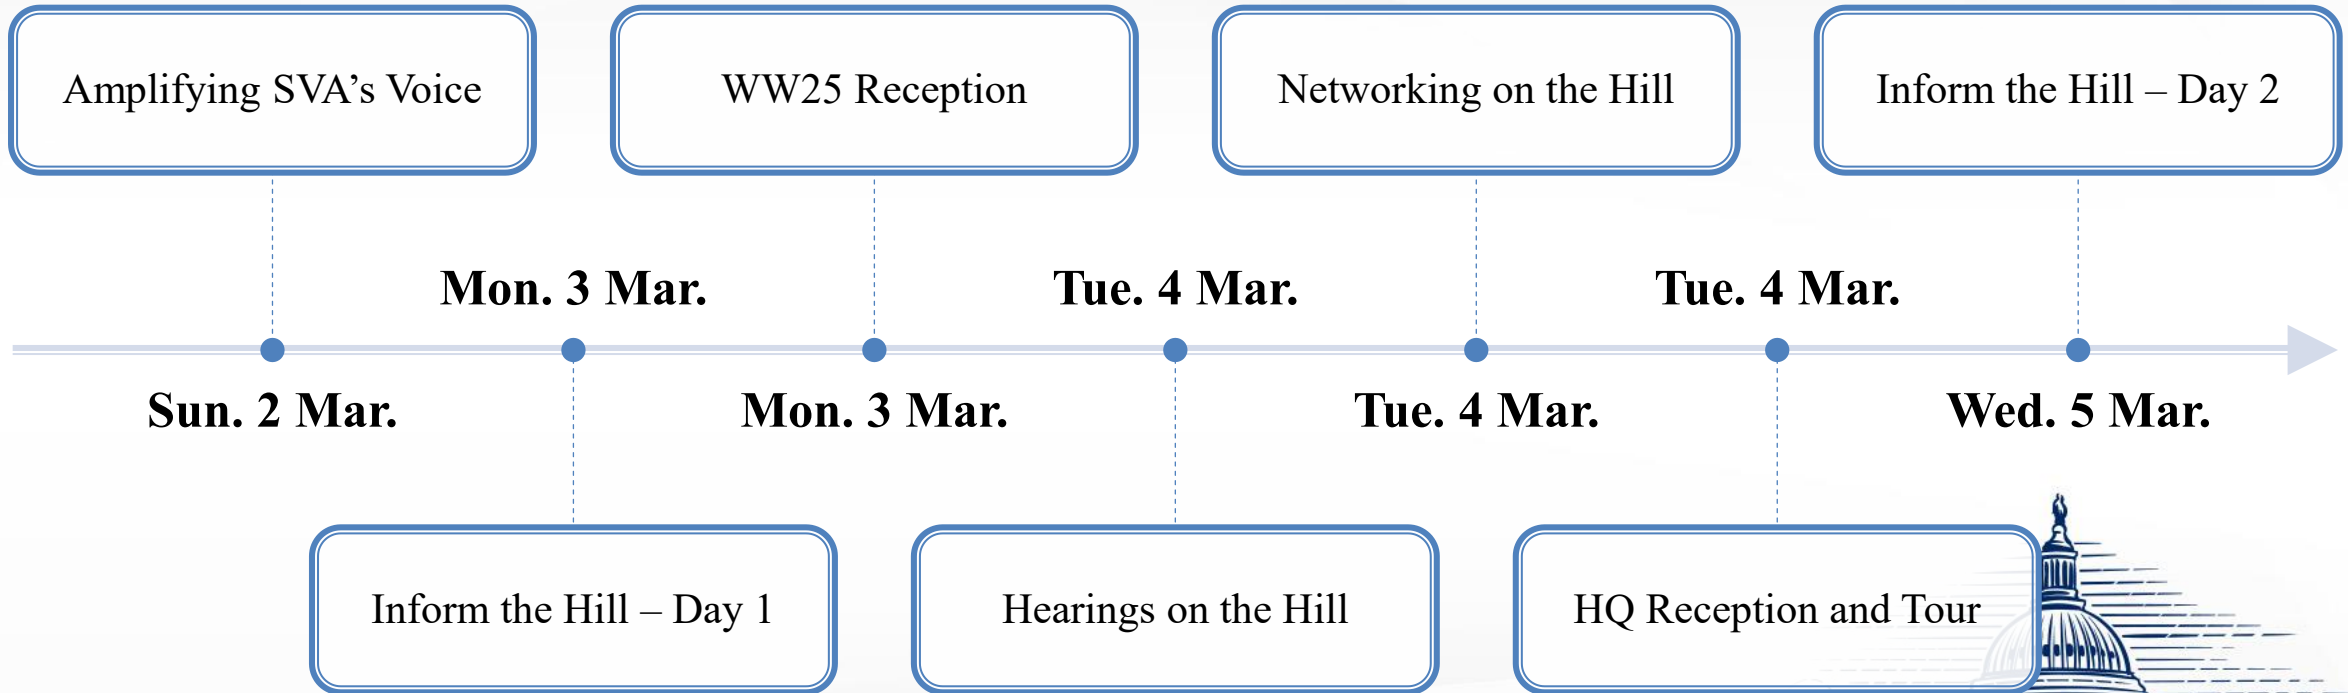 Amplifying SVA’s Voice
WW25 Reception
Networking on the Hill
Inform the Hill – Day 2
Mon. 3 Mar.
Tue. 4 Mar.
Tue. 4 Mar.
Sun. 2 Mar.
Mon. 3 Mar.
Tue. 4 Mar.
Wed. 5 Mar.
Inform the Hill – Day 1
Hearings on the Hill
HQ Reception and Tour